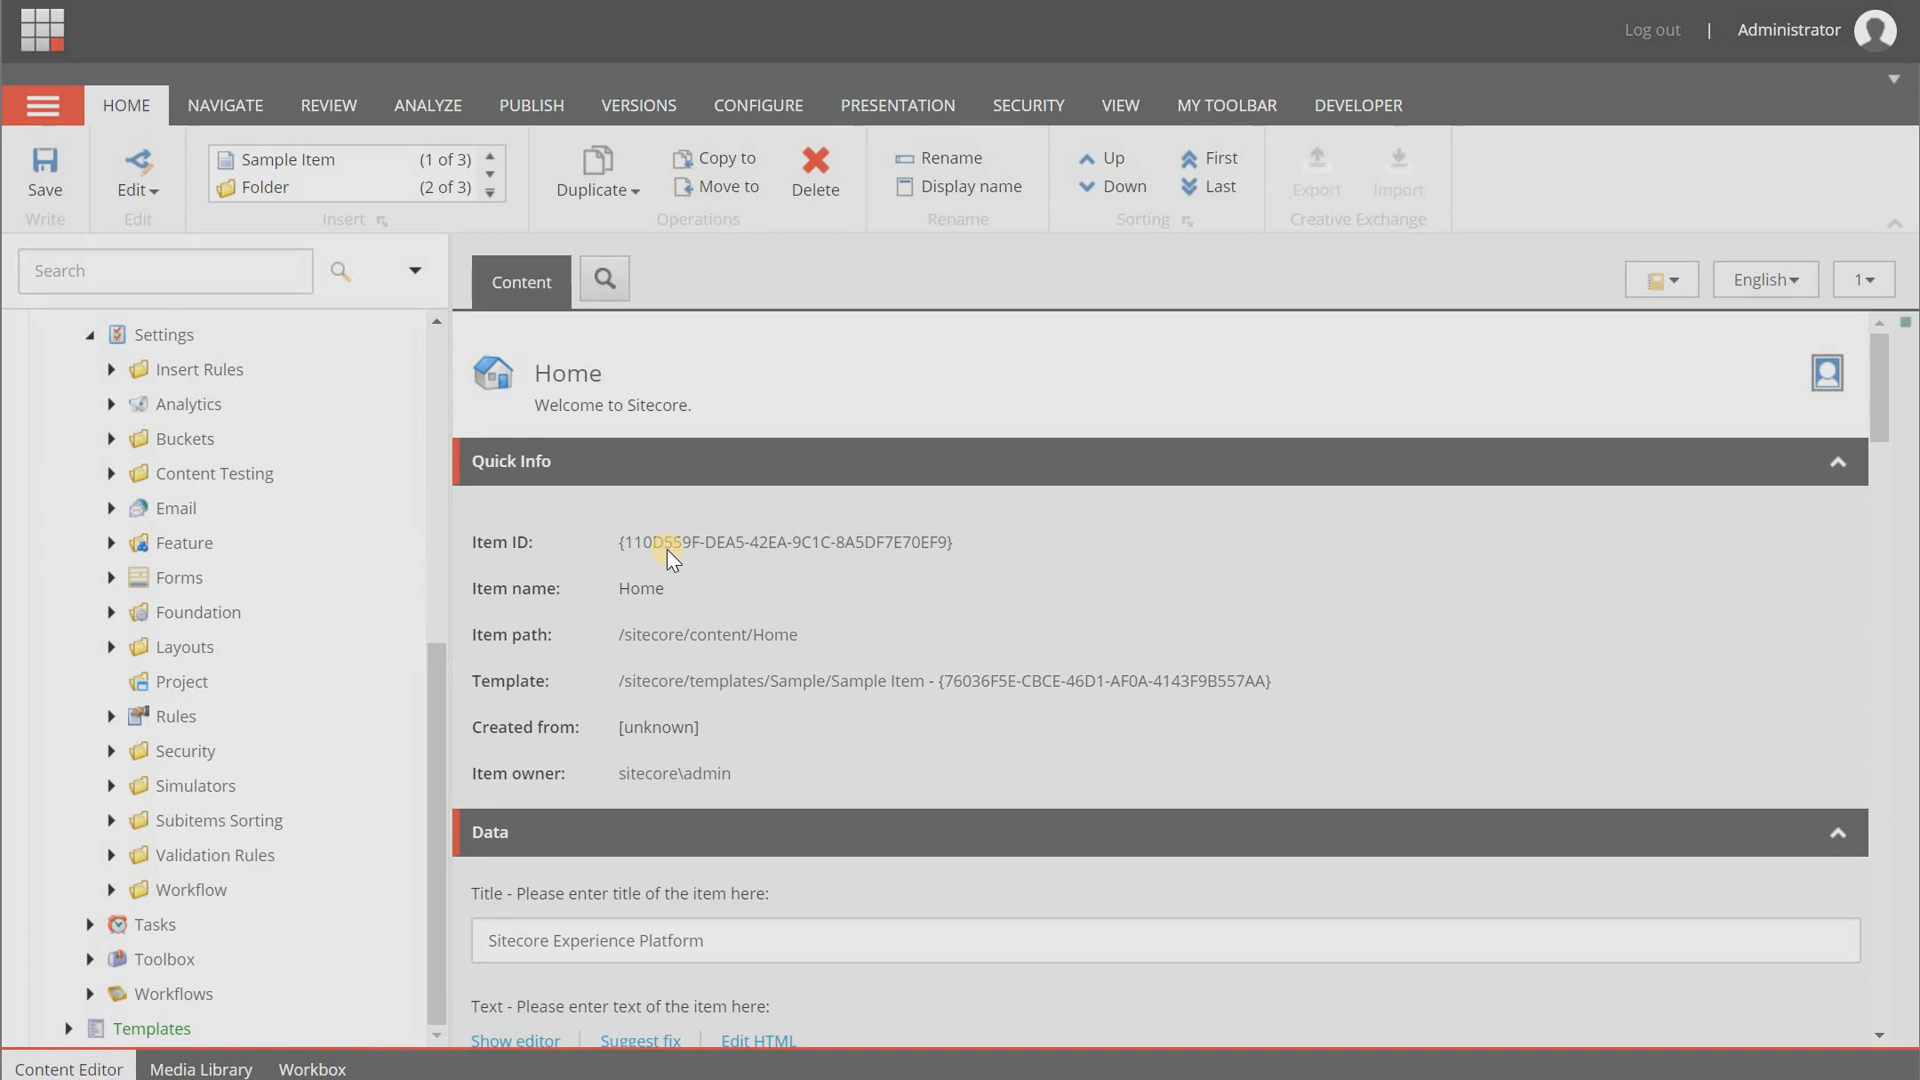 Log out | Administrator
HOME NAVIGATE REVIEW ANALYZE PUBLISH VERSIONS CONFIGURE PRESENTATION SECURITY VIEW MY TOOLBAR DEVELOPER
Sample Item (1 of 3)
Folder (2 of 3)
Save
Edit
Duplicate
Copy to
Move to
Delete
Rename
Display name
Up
Down
First
Last
Export
Import
Write
Edit
Insert
Operations
Rename
Sorting
Creative Exchange
Search
Content
English
1
Settings
Insert Rules
Analytics
Buckets
Content Testing
Email
Feature
Forms
Foundation
Layouts
Project
Rules
Security
Simulators
Subitems Sorting
Validation Rules
Workflow
Tasks
Toolbox
Workflows
Templates
Home
Welcome to Sitecore.
Quick Info
Item ID: {110D559F-DEA5-42EA-9C1C-8A5DF7E70EF9}
Item name: Home
Item path: /sitecore/content/Home
Template: /sitecore/templates/Sample/Sample Item - {76036F5E-CBCE-46D1-AF0A-4143F9B557AA}
Created from: [unknown]
Item owner: sitecore\admin
Data
Title - Please enter title of the item here:
Sitecore Experience Platform
Text - Please enter text of the item here:
Show editor | Suggest fix | Edit HTML
Content Editor Media Library Workbox